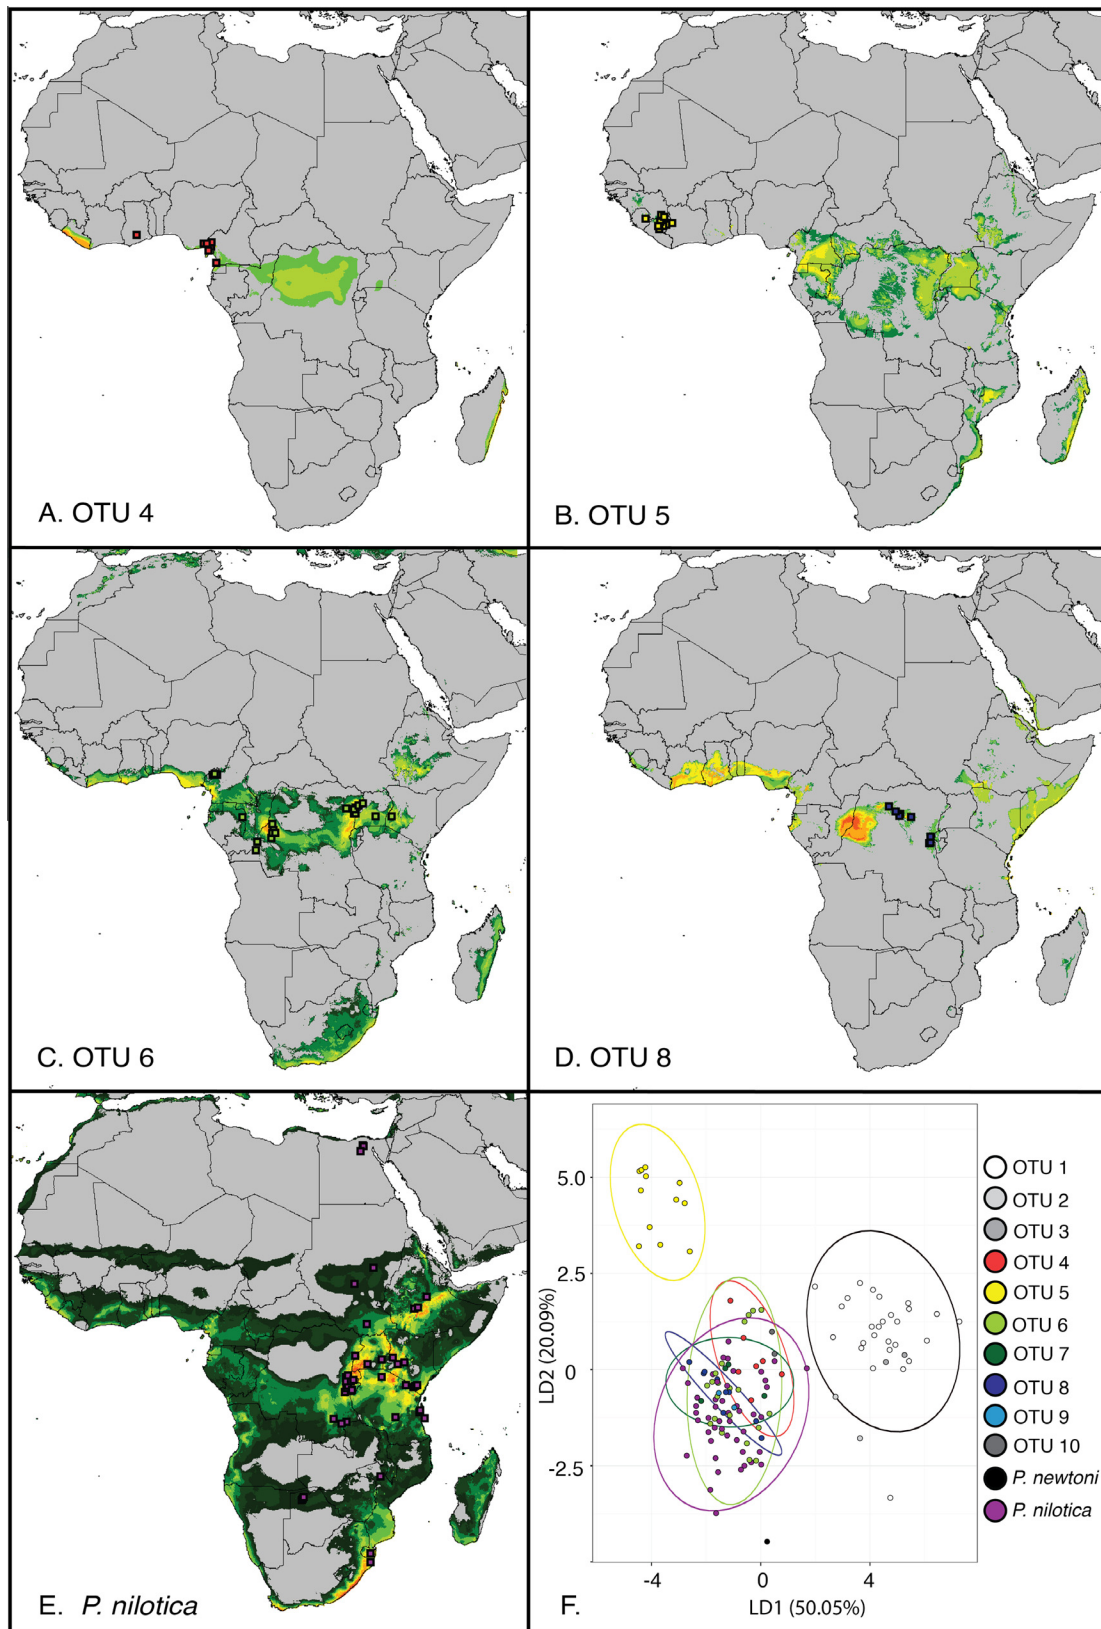 A. OTU 4
B. OTU 5
C. OTU 6
D. OTU 8
E. P. nilotica
5.0
2.5
0
-2.5
LD2 (20.09%)
-4
0
4
LD1 (50.05%)
F.
OTU 1
OTU 2
OTU 3
OTU 4
OTU 5
OTU 6
OTU 7
OTU 8
OTU 9
OTU 10
P. newtoni
P. nilotica